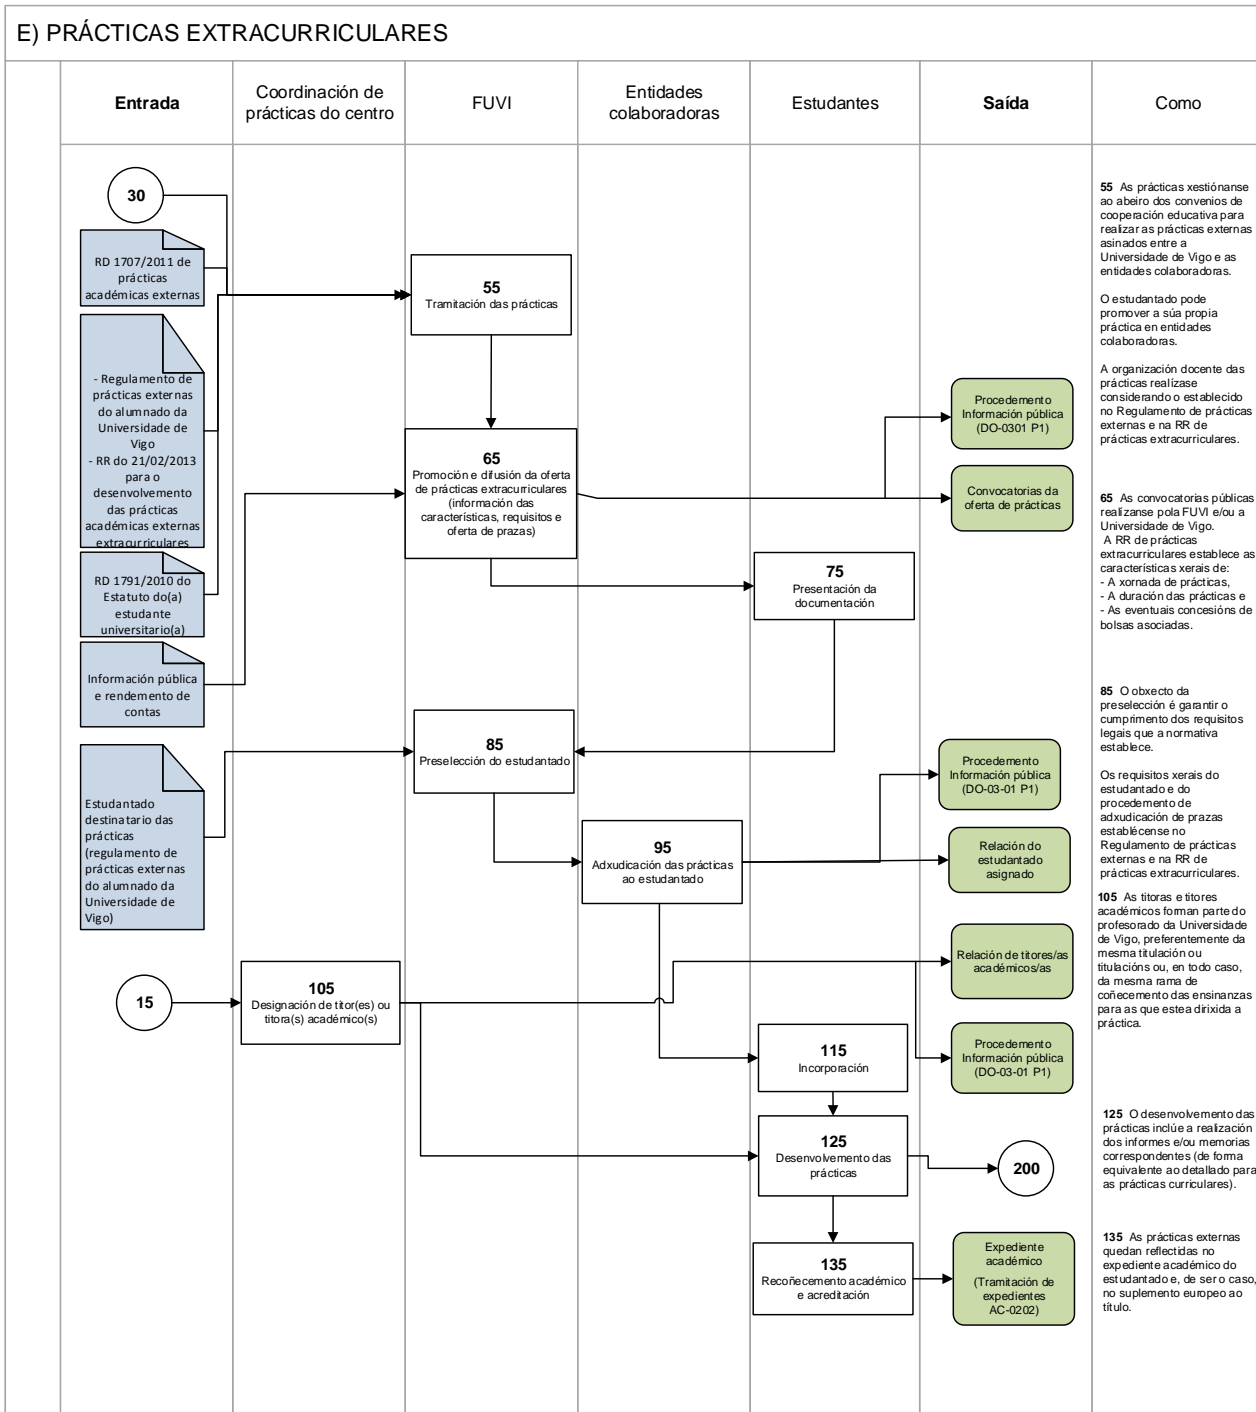 E) PRÁCTICAS EXTRACURRICULARES
Entrada
Coordinación de
prácticas do centro
FUVI
Entidades
colaboradoras
Estudantes
Saída
Como
30
RD 1707/2011 de
prácticas
académicas externas
- Regulamento de
prácticas externas
do alumnado da
Universidade de
Vigo
- RR do 21/02/2013
para o
desenvolvemento
das prácticas
académicas externas
extracurriculares
RD 1791/2010 do
Estatuto do(a)
estudante
universitario(a)
Información pública
e rendemento de
contas
Estudantado
destinatario das
prácticas
(regulamento de
prácticas externas
do alumnado da
Universidade de
Vigo)
15
105
Designación de titor(es) ou
titora(s) académico(s)
55
Tramitación das prácticas
65
Promoción e difusión da oferta
de prácticas extracurriculares
(información das
características, requisitos e
oferta de prazas)
85
Preselección do estudantado
95
Adxudicación das prácticas
ao estudantado
75
Presentación da
documentación
115
Incorporación
125
Desenvolvemento das
prácticas
135
Recoñecemento académico
e acreditación
Procedemento
Información pública
(DO-0301 P1)
Convocatorias da
oferta de prácticas
Procedemento
Información pública
(DO-03-01 P1)
Relación do
estudantado
asignado
Relación de titores/as
académicos/as
Procedemento
Información pública
(DO-03-01 P1)
200
Expediente
académico
(Tramitación de
expedientes
AC-0202)
55 As prácticas xestiónanse
ao abeiro dos convenios de
cooperación educativa para
realizar as prácticas externas
asinados entre a
Universidade de Vigo e as
entidades colaboradoras.
O estudantado pode
promover a súa propia
práctica en entidades
colaboradoras.
A organización docente das
prácticas realízase
considerando o establecido
no Regulamento de prácticas
externas e na RR de
prácticas extracurriculares.
65 As convocatorias públicas
realízanse pola FUVI e/ou a
Universidade de Vigo.
A RR de prácticas
extracurriculares establece as
características xerais de:
- A xornada de prácticas,
- A duración das prácticas e
- As eventuais concesións de
bolsas asociadas.
85 O obxecto da
preselección é garantir o
cumprimento dos requisitos
legais que a normativa
establece.
Os requisitos xerais do
estudantado e do
procedemento de
adxudicación de prazas
establécense no
Regulamento de prácticas
externas e na RR de
prácticas extracurriculares.
105 As titoras e titores
académicos forman parte do
profesorado da Universidade
de Vigo, preferentemente da
mesma titulación ou
titulacións ou, en todo caso,
da mesma rama de
coñecemento das ensinanzas
para as que estea dirixida a
práctica.
125 O desenvolvemento das
prácticas inclúe a realización
dos informes e/ou memorias
correspondentes (de forma
equivalente ao detallado para
as prácticas curriculares).
135 As prácticas externas
quedan reflectidas no
expediente académico do
estudantado e, de ser o caso,
no suplemento europeo ao
título.